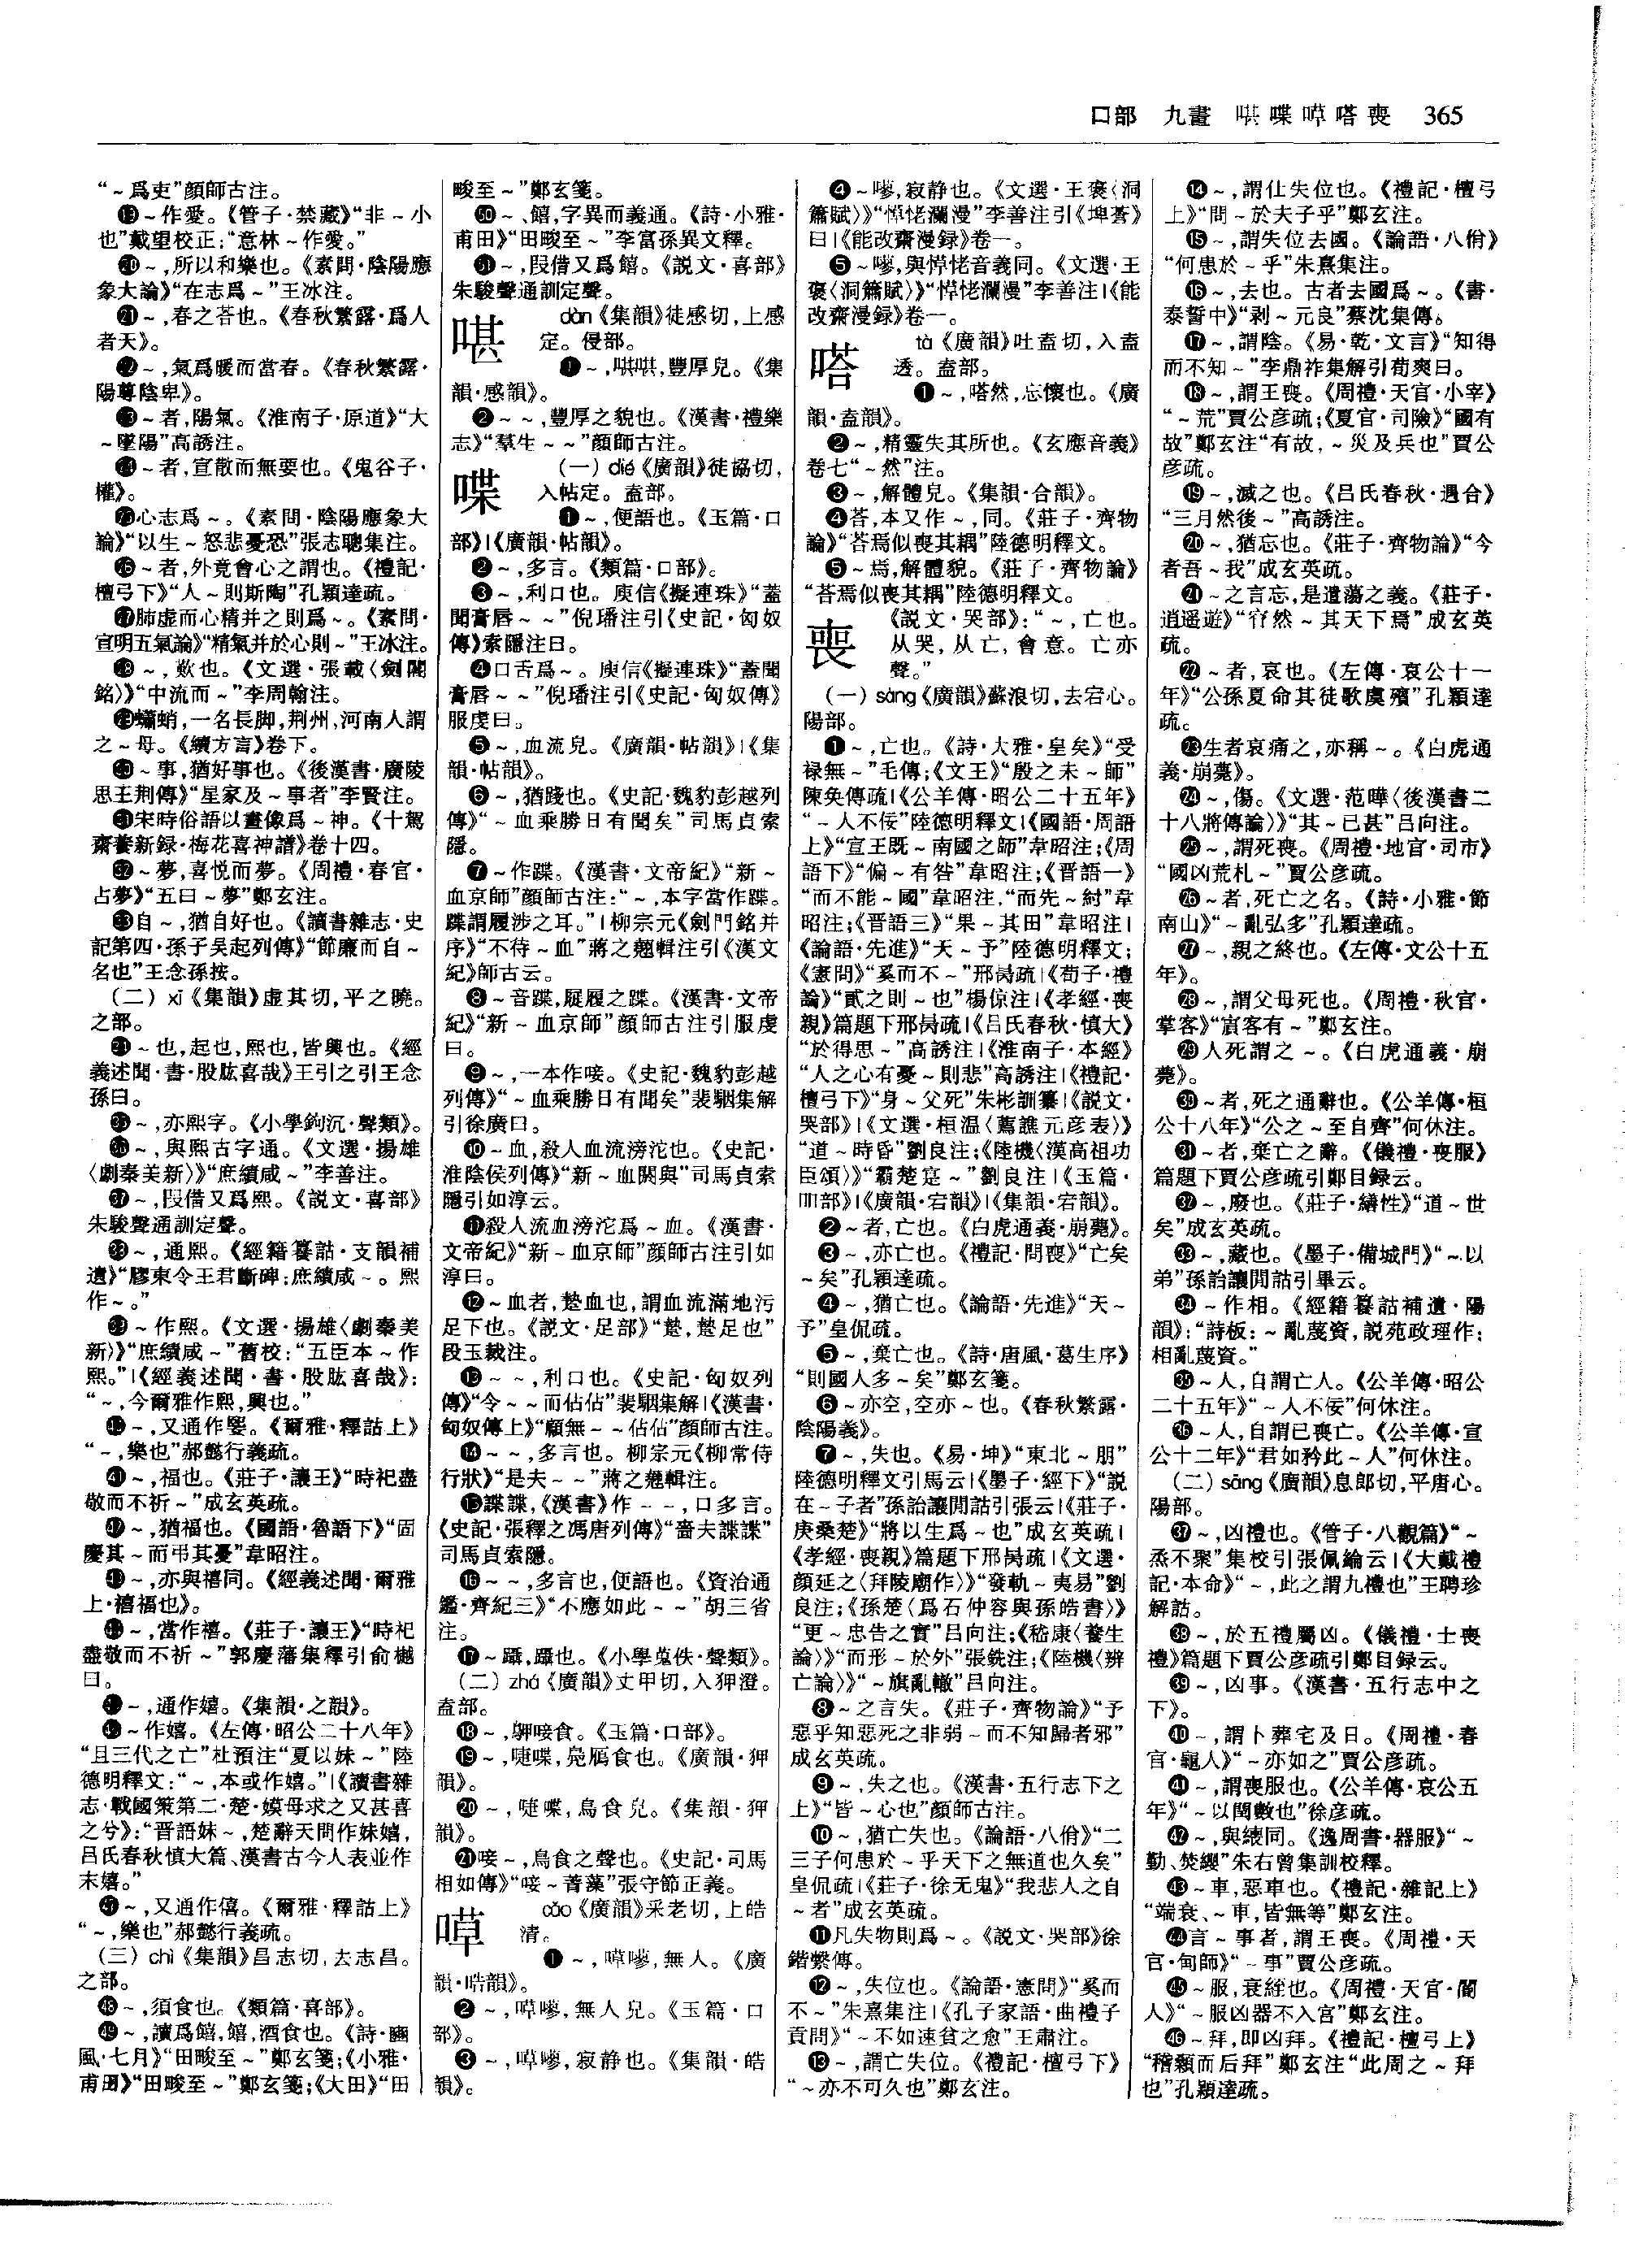 口部　九畫　㖭喋嘾嗒喪　365
“～爲吏”顏師古注。
⑲～作愛。《管子·禁藏》“非～小
也”戴望校正：“意林～作愛。”
⑳～,所以和樂也。《素問·陰陽應
象大論》“在志爲～”王冰注。
㉑～,春之荅也。《春秋繁露·爲人
者天》。
㉒～,氣爲暖而當春。《春秋繁露·
陽尊陰卑》。
㉓～者,陽氣。《淮南子·原道》“大
～墜陽”高誘注。
㉔～者,宣散而無要也。《鬼谷子·
權》。
㉕心志爲～。《素問·陰陽應象大
論》“以生～怒悲憂恐”張志聰集注。
㉖～者,外竟會心之謂也。《禮記·
檀弓下》“人～則斯陶”孔穎達疏。
㉗肺虚而心精并之則爲～。《素問·
宣明五氣論》“精氣并於心則～”王冰注。
㉘～,歎也。《文選·張載〈劍閣
銘〉》“中流而～”李周翰注。
㉙蠨蛸,一名長脚,荆州,河南人謂
之～母。《續方言》卷下。
㉚～事,猶好事也。《後漢書·廣陵
思王荆傳》“星家及～事者”李賢注。
㉛宋時俗語以畫像爲～神。《十駕
齋養新録·梅花喜神譜》卷十四。
㉜～夢,喜悦而夢。《周禮·春官·
占夢》“五曰～夢”鄭玄注。
㉝自～,猶自好也。《讀書雜志·史
記第四·孫子吴起列傳》“節廉而自～
名也”王念孫按。
（二）xī《集韻》虚其切,平之曉。
之部。
㉞～也,起也,熙也,皆興也。《經
義述聞·書·股肱喜哉》王引之引王念
孫曰。
㉟～,亦熙字。《小學鉤沉·聲類》。
㊱～,與熙古字通。《文選·揚雄
〈劇秦美新〉》“庶績咸～”李善注。
㊲～,叚借又爲熙。《説文·喜部》
朱駿聲通訓定聲。
㊳～,通熙。《經籍籑詁·支韻補
遺》“膠東令王君斷碑:庶績咸～。熙
作～。”
㊴～作熙。《文選·揚雄〈劇秦美
新〉》“庶績咸～”舊校：“五臣本～作
熙。”|《經義述聞·書·股肱喜哉》:
“～,今爾雅作熙,興也。”
㊵～,又通作嬰。《爾雅·釋詁上》
“～,樂也”郝懿行義疏。
㊶～,福也。《莊子·讓王》“時祀盡
敬而不祈～”成玄英疏。
㊷～,猶福也。《國語·魯語下》“固
慶其～而弔其憂”韋昭注。
㊸～,亦與禧同。《經義述聞·爾雅
上·禧福也》。
㊹～,當作禧。《莊子·讓王》“時祀
盡敬而不祈～”郭慶藩集釋引俞樾
曰。
㊺～,通作嬉。《集韻·之韻》。
㊻～作嬉。《左傳·昭公二十八年》
“且三代之亡”杜預注“夏以妹～”陸
德明釋文：“～,本或作嬉。”|《讀書雜
志·戰國策第二·楚·嫫母求之又甚喜
之兮》：“晋語妹～,楚辭天問作妹嬉,
吕氏春秋慎大篇、漢書古今人表並作
末嬉。”
㊼～,又通作僖。《爾雅·釋詁上》
“～,樂也”郝懿行義疏。
（三）chì《集韻》昌志切,去志昌。
之部。
㊽～,須食也。《類篇·喜部》。
㊾～,讀爲饎,饎,酒食也。《詩·豳
風·七月》“田畯至～”鄭玄箋;《小雅·
甫田》“田畯至～”鄭玄箋;《大田》“田
畯至～”鄭玄箋。
㊿～、饎,字異而義通。《詩·小雅·
甫田》“田畯至～”李富孫異文釋。
51～,叚借又爲饎。《説文·喜部》
朱駿聲通訓定聲。
啿　dàn《集韻》徒感切,上感
定。侵部。
❶～,啿啿,豐厚皃。《集
韻·感韻》。
❷～～,豐厚之貌也。《漢書·禮樂
志》“羣生～～”顏師古注。
喋　（一）dié《廣韻》徒協切,
入帖定。盍部。
❶～,便語也。《玉篇·口
部》|《廣韻·帖韻》。
❷～,多言。《類篇·口部》。
❸～,利口也。庾信《擬連珠》“蓋
聞膏唇～～”倪璠注引《史記·匈奴
傳》索隱注曰。
❹口舌爲～。庾信《擬連珠》“蓋聞
膏唇～～”倪璠注引《史記·匈奴傳》
服虔曰。
❺～,血流皃。《廣韻·帖韻》|《集
韻·帖韻》。
❻～,猶踐也。《史記·魏豹彭越列
傳》“～血乘勝日有聞矣”司馬貞索
隱。
❼～作蹀。《漢書·文帝紀》“新～
血京師”顏師古注：“～,本字當作蹀。
蹀謂履涉之耳。”|柳宗元《劍門銘并
序》“不待～血”蔣之翹輯注引《漢文
紀》師古云。
❽～音蹀,屣履之蹀。《漢書·文帝
紀》“新～血京師”顏師古注引服虔
曰。
❾～,一本作唼。《史記·魏豹彭越
列傳》“～血乘勝日有聞矣”裴駰集解
引徐廣曰。
❿～血,殺人血流滂沱也。《史記·
淮陰侯列傳》“新～血閼與”司馬貞索
隱引如淳云。
⓫殺人流血滂沱爲～血。《漢書·
文帝紀》“新～血京師”顏師古注引如
淳曰。
⓬～血者,蹔血也,謂血流滿地污
足下也。《説文·足部》“蹔,蹔足也”
段玉裁注。
⓭～～,利口也。《史記·匈奴列
傳》“令～～而佔佔”裴駰集解|《漢書·
匈奴傳上》“顧無～～佔佔”顏師古注。
⓮～～,多言也。柳宗元《柳常侍
行狀》“是夫～～”蔣之翹輯注。
⓯諜諜,《漢書》作～～,口多言。
《史記·張釋之馮唐列傳》“嗇夫諜諜”
司馬貞索隱。
⓰～～,多言也,便語也。《資治通
鑑·齊紀三》“不應如此～～”胡三省
注。
⓱～躡,躡也。《小學蒐佚·聲類》。
（二）zhá《廣韻》丈甲切,入狎澄。
盍部。
⓲～,𪃿唼食。《玉篇·口部》。
⓳～,啑喋,鳧鴈食也。《廣韻·狎
韻》。
⓴～,啑喋,鳥食皃。《集韻·狎
韻》。
㉑唼～,鳥食之聲也。《史記·司馬
相如傳》“唼～菁藻”張守節正義。
嘾　cǎo《廣韻》采老切,上皓
清。
❶～,嘾嘐,無人。《廣
韻·晧韻》。
❷～,嘾嘐,無人皃。《玉篇·口
部》。
❸～,嘾嘐,寂静也。《集韻·皓
韻》。
❹～嘐,寂静也。《文選·王褒〈洞
簫賦〉》“愺恅瀾漫”李善注引《埤蒼》
曰|《能改齋漫録》卷一。
❺～嘐,與愺恅音義同。《文選·王
褒〈洞簫賦〉》“愺恅瀾漫”李善注|《能
改齋漫録》卷一。
嗒　tà《廣韻》吐盍切,入盍
透。盍部。
❶～,嗒然,忘懷也。《廣
韻·盍韻》。
❷～,精靈失其所也。《玄應音義》
卷七“～然”注。
❸～,解體皃。《集韻·合韻》。
❹荅,本又作～,同。《莊子·齊物
論》“荅焉似喪其耦”陸德明釋文。
❺～焉,解體貌。《莊子·齊物論》
“荅焉似喪其耦”陸德明釋文。
喪　《説文·哭部》：“～,亡也。
从哭,从亡,會意。亡亦
聲。”
（一）sàng《廣韻》蘇浪切,去宕心。
陽部。
❶～,亡也。《詩·大雅·皇矣》“受
禄無～”毛傳;《文王》“殷之未～師”
陳奂傳疏|《公羊傳·昭公二十五年》
“～人不佞”陸德明釋文|《國語·周語
上》“宣王既～南國之師”韋昭注;《周
語下》“偏～有咎”韋昭注;《晋語一》
“而不能～國”韋昭注,“而先～紂”韋
昭注;《晋語三》“果～其田”韋昭注|
《論語·先進》“天～予”陸德明釋文;
《憲問》“奚而不～”邢昺疏|《荀子·禮
論》“貳之則～也”楊倞注|《孝經·喪
親》篇題下邢昺疏|《吕氏春秋·慎大》
“於得思～”高誘注|《淮南子·本經》
“人之心有憂～則悲”高誘注|《禮記·
檀弓下》“身～父死”朱彬訓纂|《説文·
哭部》|《文選·桓温〈薦譙元彦表〉》
“道～時昏”劉良注;《陸機〈漢高祖功
臣頌〉》“霸楚寔～”劉良注|《玉篇·
吅部》|《廣韻·宕韻》|《集韻·宕韻》。
❷～者,亡也。《白虎通義·崩薨》。
❸～,亦亡也。《禮記·問喪》“亡矣
～矣”孔穎達疏。
❹～,猶亡也。《論語·先進》“天～
予”皇侃疏。
❺～,棄亡也。《詩·唐風·葛生序》
“則國人多～矣”鄭玄箋。
❻～亦空,空亦～也。《春秋繁露·
陰陽義》。
❼～,失也。《易·坤》“東北～朋”
陸德明釋文引馬云|《墨子·經下》“説
在～子者”孫詒讓閒詁引張云|《莊子·
庚桑楚》“將以生爲～也”成玄英疏|
《孝經·喪親》篇題下邢昺疏|《文選·
顏延之〈拜陵廟作〉》“發軌～夷易”劉
良注;《孫楚〈爲石仲容與孫皓書〉》
“更～忠告之實”吕向注;《嵇康〈養生
論〉》“而形～於外”張銑注;《陸機〈辨
亡論〉》“～旗亂轍”吕向注。
❽～之言失。《莊子·齊物論》“予
惡乎知惡死之非弱～而不知歸者邪”
成玄英疏。
❾～,失之也。《漢書·五行志下之
上》“皆～心也”顏師古注。
❿～,猶亡失也。《論語·八佾》“二
三子何患於～乎天下之無道也久矣”
皇侃疏|《莊子·徐无鬼》“我悲人之自
～者”成玄英疏。
⓫凡失物則爲～。《説文·哭部》徐
鍇繫傳。
⓬～,失位也。《論語·憲問》“奚而
不～”朱熹集注|《孔子家語·曲禮子
貢問》“～不如速貧之愈”王肅注。
⓭～,謂亡失位。《禮記·檀弓下》
“～亦不可久也”鄭玄注。
⓮～,謂仕失位也。《禮記·檀弓
上》“問～於夫子乎”鄭玄注。
⓯～,謂失位去國。《論語·八佾》
“何患於～乎”朱熹集注。
⓰～,去也。古者去國爲～。《書·
泰誓中》“剥～元良”蔡沈集傳。
⓱～,謂陰。《易·乾·文言》“知得
而不知～”李鼎祚集解引荀爽曰。
⓲～,謂王喪。《周禮·天官·小宰》
“～荒”賈公彦疏;《夏官·司險》“國有
故”鄭玄注“有故,～災及兵也”賈公
彦疏。
⓳～,滅之也。《吕氏春秋·遇合》
“三月然後～”高誘注。
⓴～,猶忘也。《莊子·齊物論》“今
者吾～我”成玄英疏。
㉑～之言忘,是遺蕩之義。《莊子·
逍遥遊》“窅然～其天下焉”成玄英
疏。
㉒～者,哀也。《左傳·哀公十一
年》“公孫夏命其徒歌虞殯”孔穎達
疏。
㉓生者哀痛之,亦稱～。《白虎通
義·崩薨》。
㉔～,傷。《文選·范曄〈後漢書二
十八將傳論〉》“其～已甚”吕向注。
㉕～,謂死喪。《周禮·地官·司市》
“國凶荒札～”賈公彦疏。
㉖～者,死亡之名。《詩·小雅·節
南山》“～亂弘多”孔穎達疏。
㉗～,親之終也。《左傳·文公十五
年》。
㉘～,謂父母死也。《周禮·秋官·
掌客》“賓客有～”鄭玄注。
㉙人死謂之～。《白虎通義·崩
薨》。
㉚～者,死之通辭也。《公羊傳·桓
公十八年》“公之～至自齊”何休注。
㉛～者,棄亡之辭。《儀禮·喪服》
篇題下賈公彦疏引鄭目録云。
㉜～,廢也。《莊子·繕性》“道～世
矣”成玄英疏。
㉝～,藏也。《墨子·備城門》“～以
弟”孫詒讓閒詁引畢云。
㉞～作相。《經籍籑詁補遺·陽
韻》：“詩板：～亂蔑資,説苑政理作：
相亂蔑資。”
㉟～人,自謂亡人。《公羊傳·昭公
二十五年》“～人不佞”何休注。
㊱～人,自謂已喪亡。《公羊傳·宣
公十二年》“君如矜此～人”何休注。
（二）sāng《廣韻》息郎切,平唐心。
陽部。
㊲～,凶禮也。《管子·八觀篇》“～
烝不聚”集校引張佩綸云|《大戴禮
記·本命》“～,此之謂九禮也”王聘珍
解詁。
㊳～,於五禮屬凶。《儀禮·士喪
禮》篇題下賈公彦疏引鄭目録云。
㊴～,凶事。《漢書·五行志中之
下》。
㊵～,謂卜葬宅及日。《周禮·春
官·龜人》“～亦如之”賈公彦疏。
㊶～,謂喪服也。《公羊傳·哀公五
年》“～以閏數也”徐彦疏。
㊷～,與縗同。《逸周書·器服》“～
勤、焚纓”朱右曾集訓校釋。
㊸～車,惡車也。《禮記·雜記上》
“端衰、～車,皆無等”鄭玄注。
㊹言～事者,謂王喪。《周禮·天
官·甸師》“～事”賈公彦疏。
㊺～服,衰絰也。《周禮·天官·閽
人》“～服凶器不入宫”鄭玄注。
㊻～拜,即凶拜。《禮記·檀弓上》
“稽顙而后拜”鄭玄注“此周之～拜
也”孔穎達疏。